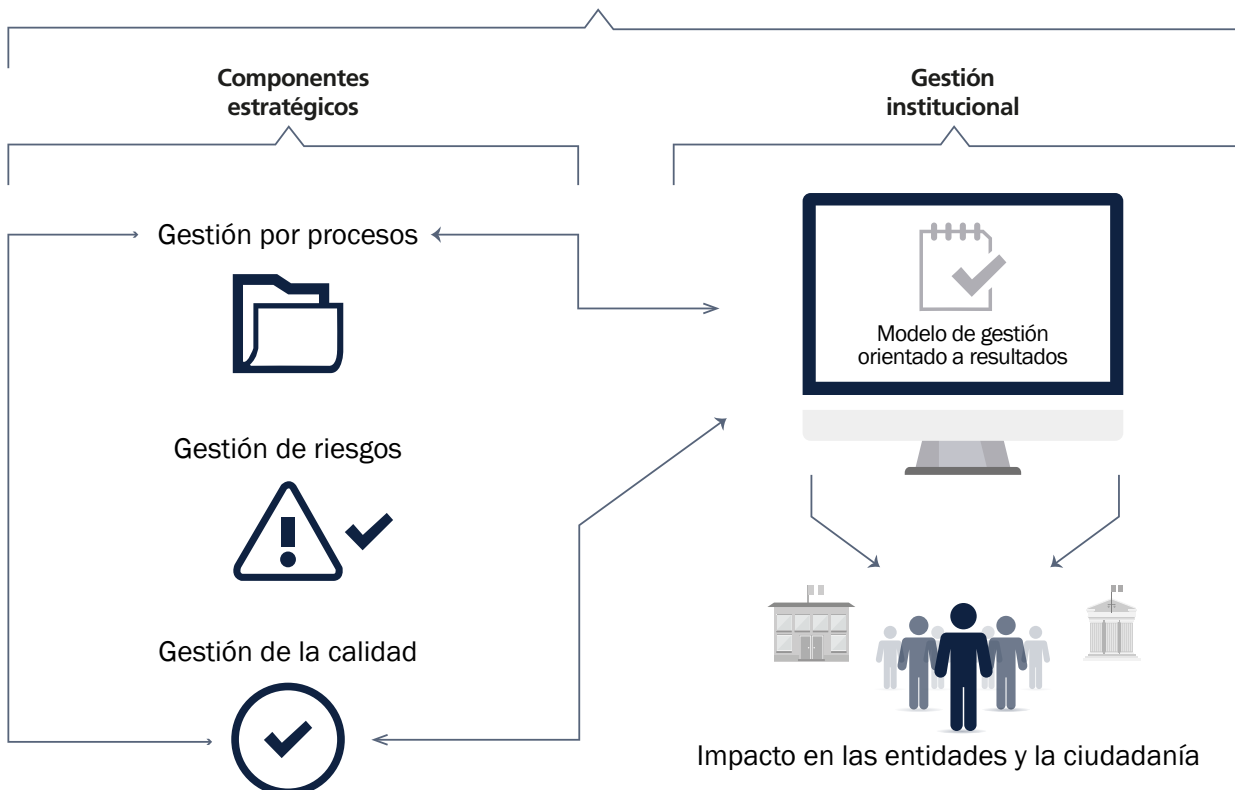 Componentes
estratégicos
Gestión por procesos
Gestión de riesgos
Gestión de la calidad
Gestión
institucional
Modelo de gestión
orientado a resultados
Impacto en las entidades y la ciudadanía